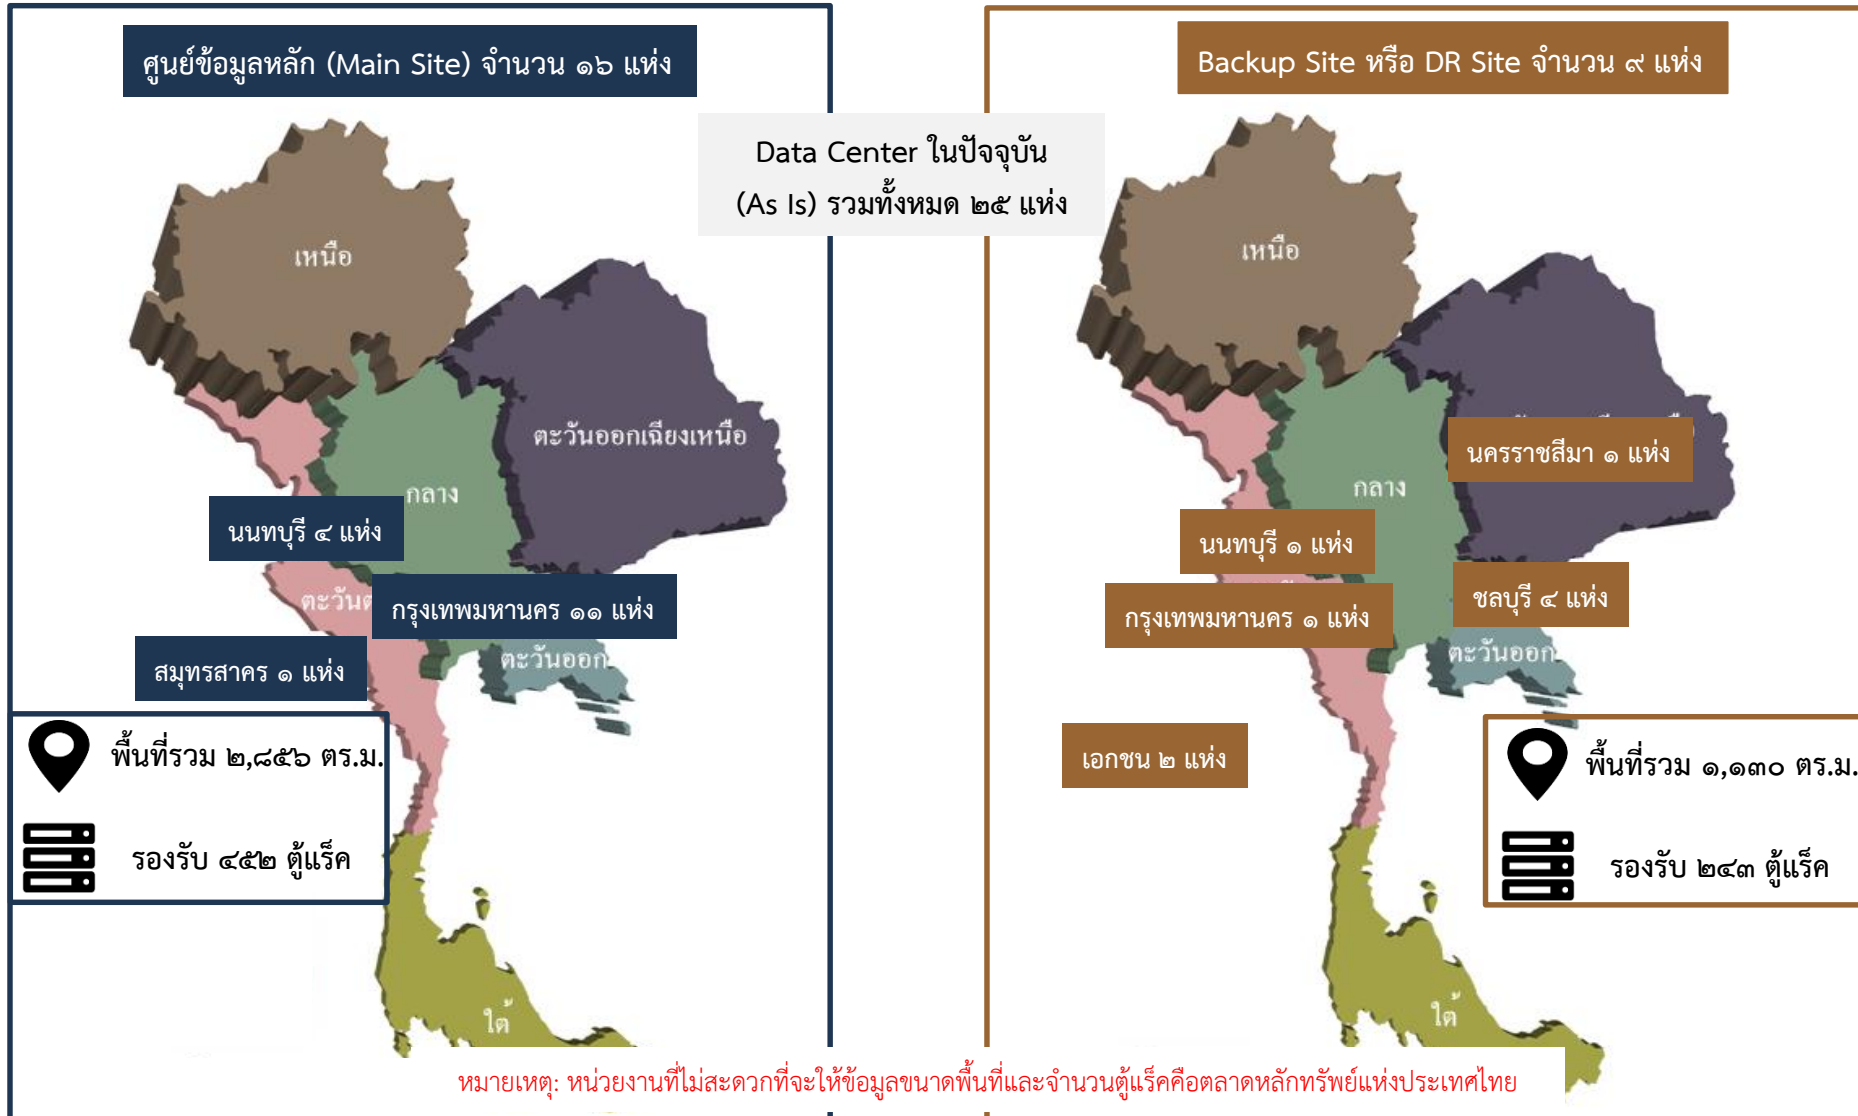 ศูนย์ข้อมูลหลัก (Main Site) จำนวน ๑๖ แห่ง
Data Center ในปัจจุบัน
(As Is) รวมทั้งหมด ๒๕ แห่ง
เหนือ
ตะวันออกเฉียงเหนือ
กลาง
นนทบุรี ๔ แห่ง
กรุงเทพมหานคร ๑๑ แห่ง
ตะวันออก
สมุทรสาคร ๑ แห่ง
พื้นที่รวม ๒,๘๕๖ ตร.ม.
รองรับ ๔๕๒ ตู้แร็ค
ใต้
Backup Site หรือ DR Site จำนวน ๙ แห่ง
เหนือ
นครราชสีมา ๑ แห่ง
กลาง
นนทบุรี ๑ แห่ง
ชลบุรี ๔ แห่ง
กรุงเทพมหานคร ๑ แห่ง
ตะวันออก
เอกชน ๒ แห่ง
พื้นที่รวม ๑,๑๓๐ ตร.ม.
รองรับ ๒๔๓ ตู้แร็ค
ใต้
หมายเหตุ: หน่วยงานที่ไม่สะดวกที่จะให้ข้อมูลขนาดพื้นที่และจำนวนตู้แร็คคือตลาดหลักทรัพย์แห่งประเทศไทย